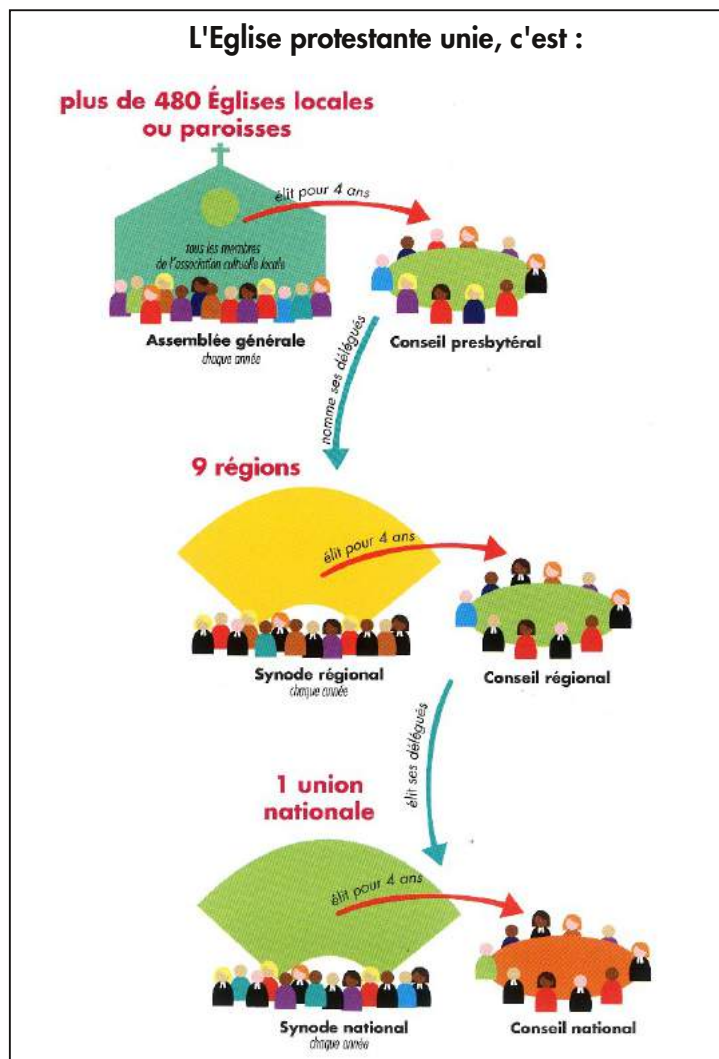 L'Eglise protestante unie, c'est :
plus de 480 Églises locales
ou paroisses
élit pour 4 ans
tous les membres
de l'association cultuelle locale
Assemblée générale
chaque année
Conseil presbytéral
nomme ses délégués
9 régions
élit pour 4 ans
Synode régional
chaque année
Conseil régional
élit ses délégués
1 union
nationale
élit pour 4 ans
Synode national
chaque année
Conseil national